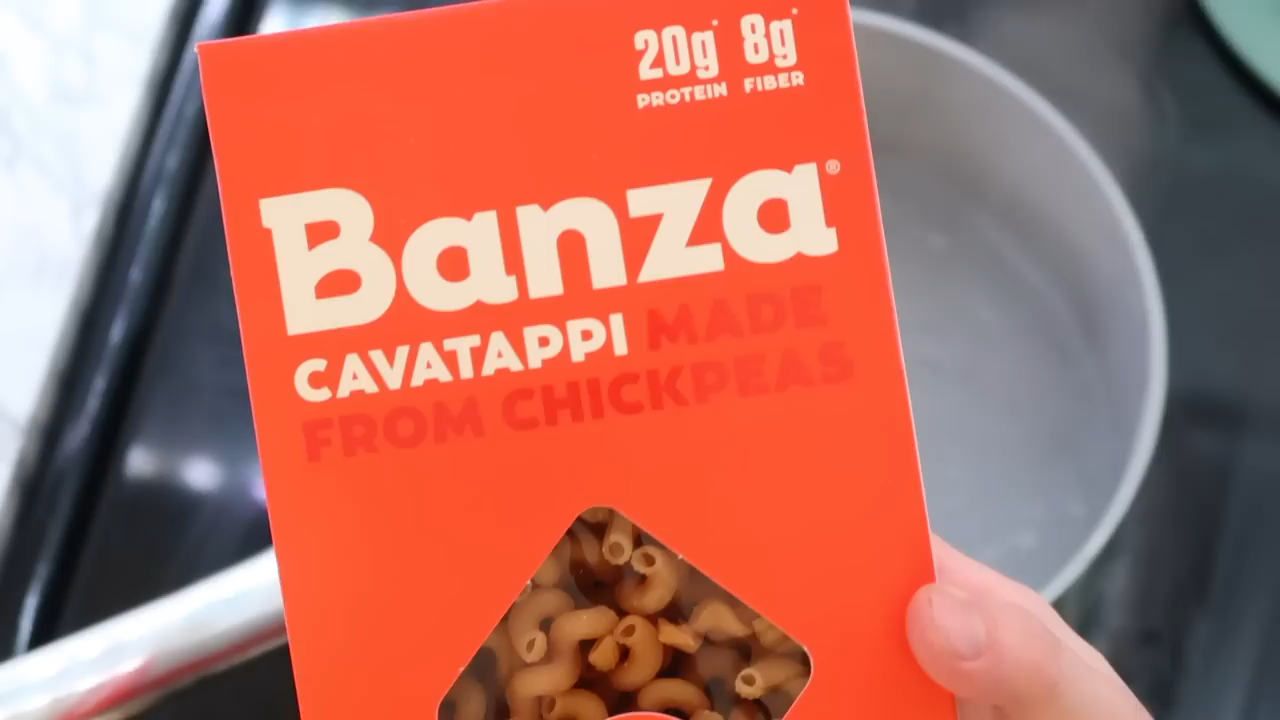 20g* 8g*
PROTEIN FIBER
Banza®
CAVATAPPI MADE
FROM CHICKPEAS